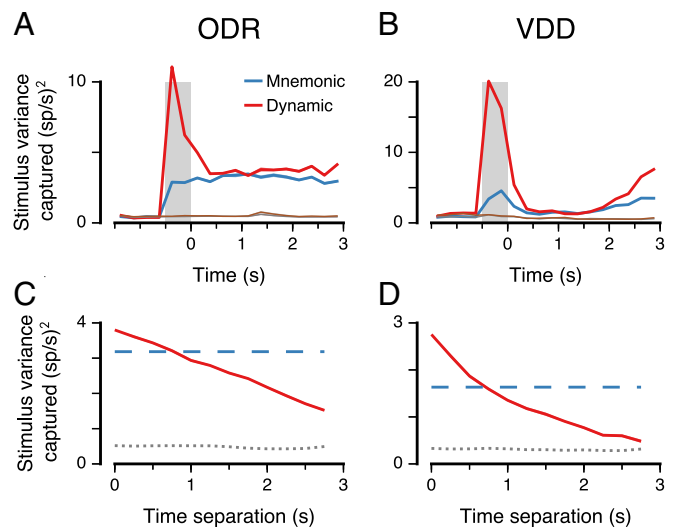 A ODR B VDD
Stimulus variance
captured (sp/s)2
10
0
Mnemonic
Dynamic
0 1 2 3
Time (s)
20
10
0
0 1 2 3
Time (s)
C D
Stimulus variance
captured (sp/s)2
4
0
0 1 2 3
Time separation (s)
3
0
0 1 2 3
Time separation (s)